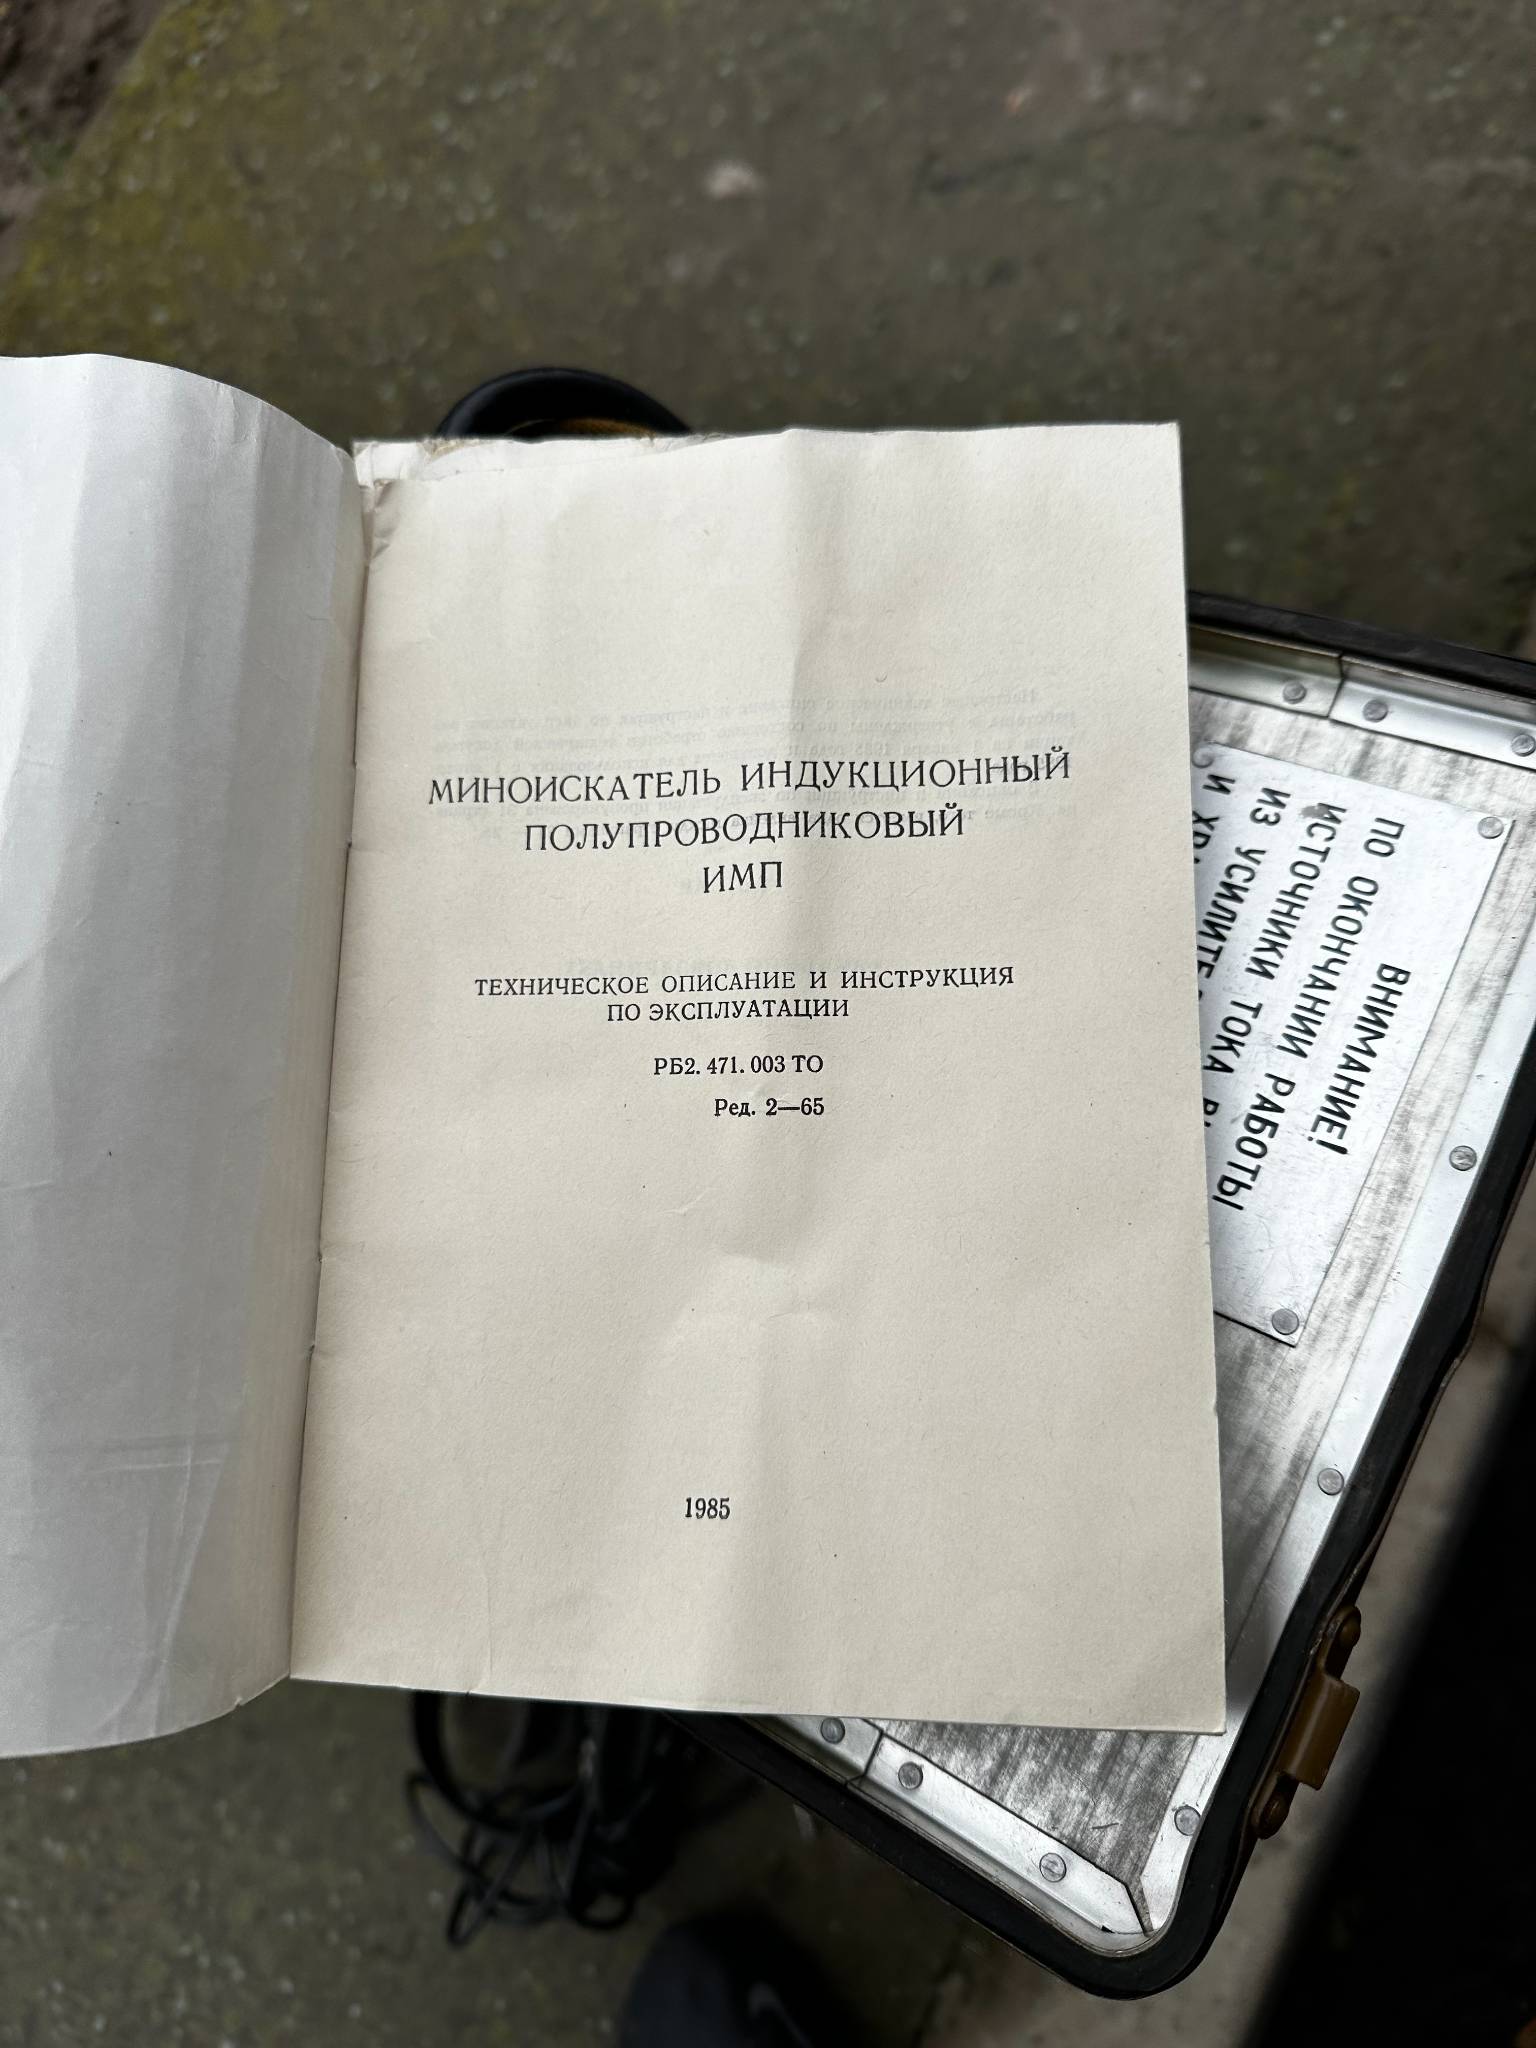 МИНОИСКАТЕЛЬ ИНДУКЦИОННЫЙ
ПОЛУПРОВОДНИКОВЫЙ
ИМП
ТЕХНИЧЕСКОЕ ОПИСАНИЕ И ИНСТРУКЦИЯ
ПО ЭКСПЛУАТАЦИИ
РБ2. 471. 003 ТО
Ред. 2—65
1985
ВНИМАНИЕ!
ПО ОКОНЧАНИИ РАБОТЫ
ИСТОЧНИКИ ТОКА
ИЗ
И